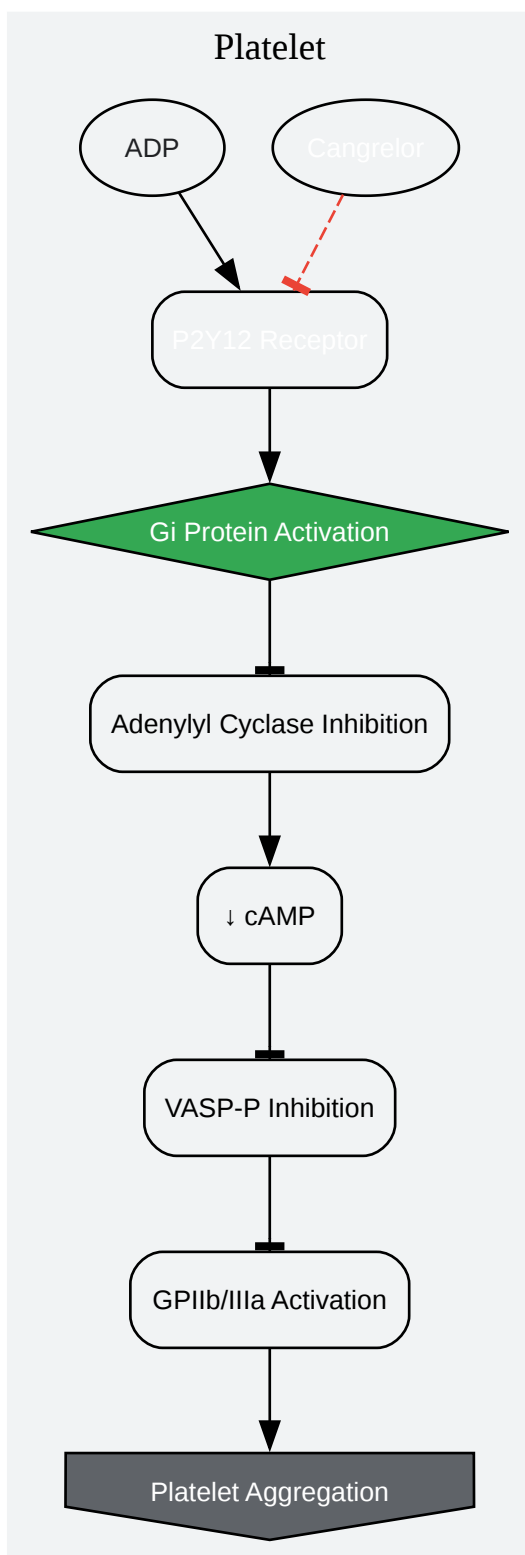 Platelet
ADP
Cangrelor
P2Y12 Receptor
Gi Protein Activation
Adenylyl Cyclase Inhibition
↓ cAMP
VASP-P Inhibition
GPIIb/IIIa Activation
Platelet Aggregation